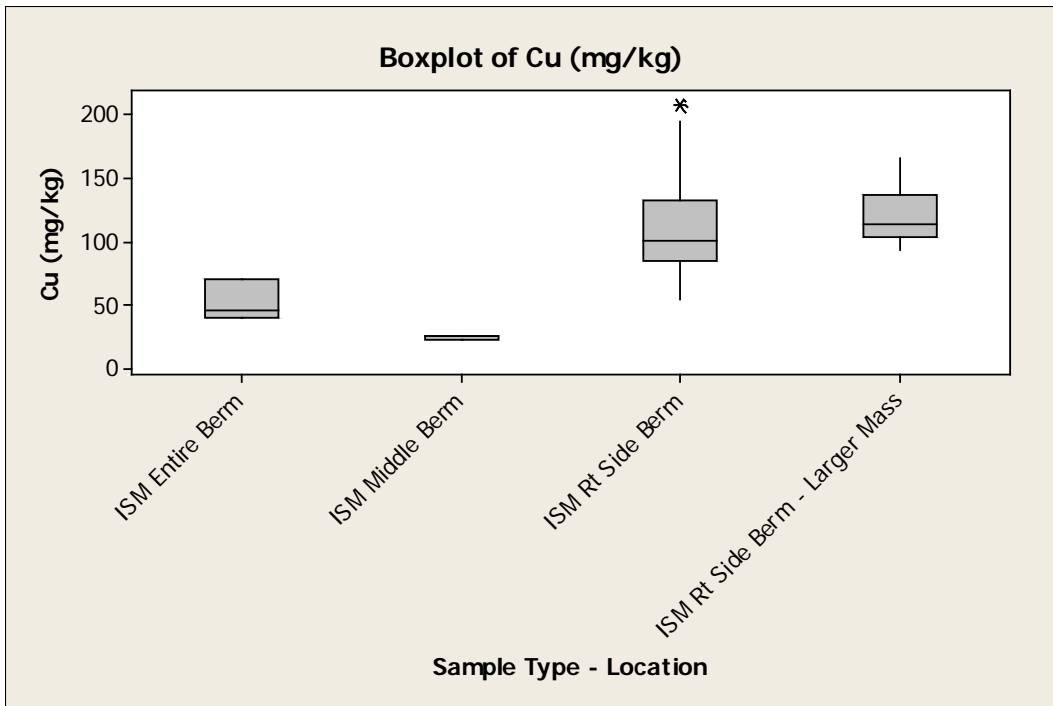 Boxplot of Cu (mg/kg)
Cu (mg/kg)
200
150
100
50
0
ISM Entire Berm
ISM Middle Berm
ISM Rt Side Berm
ISM Rt Side Berm - Larger Mass
Sample Type - Location